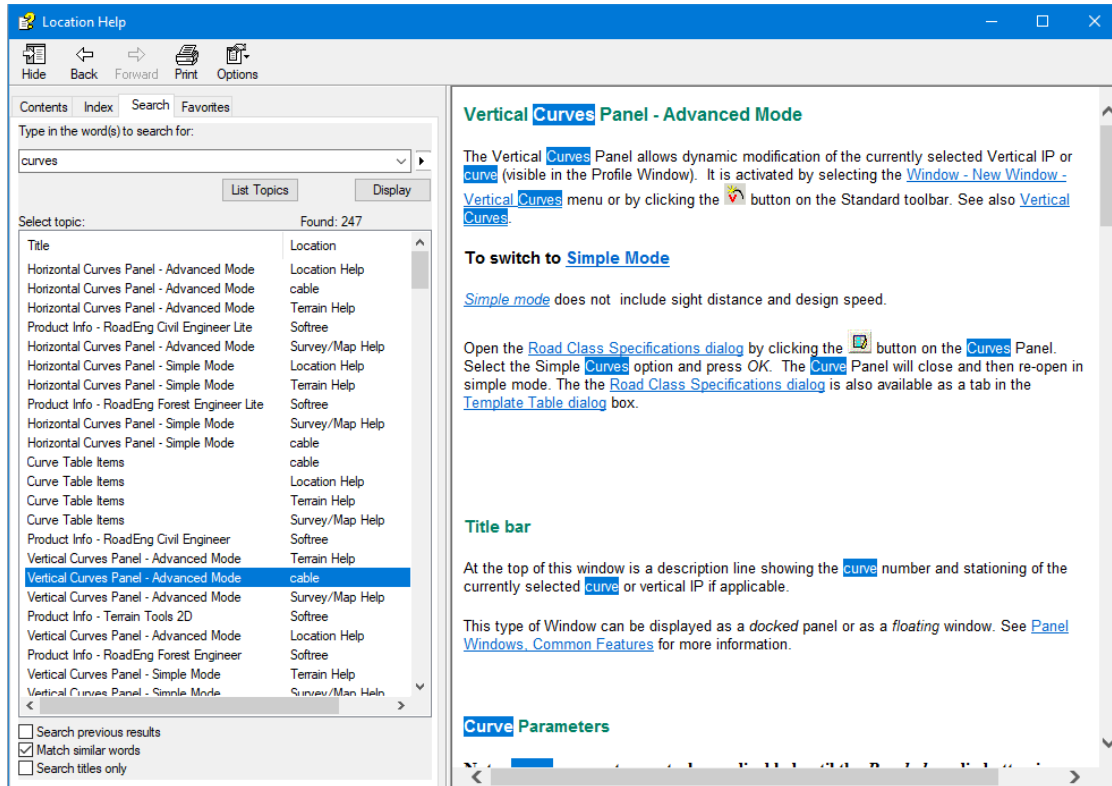 Location Help
Hide Back Forward Print Options
Contents Index Search Favorites
Type in the word(s) to search for:
curves
List Topics Display
Select topic: Found: 247
Title Location
Horizontal Curves Panel - Advanced Mode Location Help
Horizontal Curves Panel - Advanced Mode cable
Horizontal Curves Panel - Advanced Mode Terrain Help
Product Info - RoadEng Civil Engineer Lite Softree
Horizontal Curves Panel - Advanced Mode Survey/Map Help
Horizontal Curves Panel - Simple Mode Location Help
Horizontal Curves Panel - Simple Mode Terrain Help
Product Info - RoadEng Forest Engineer Lite Softree
Horizontal Curves Panel - Simple Mode Survey/Map Help
Horizontal Curves Panel - Simple Mode cable
Curve Table Items cable
Curve Table Items Location Help
Curve Table Items Terrain Help
Curve Table Items Survey/Map Help
Product Info - RoadEng Civil Engineer Softree
Vertical Curves Panel - Advanced Mode Terrain Help
Vertical Curves Panel - Advanced Mode cable
Vertical Curves Panel - Advanced Mode Survey/Map Help
Product Info - Terrain Tools 2D Softree
Vertical Curves Panel - Advanced Mode Location Help
Product Info - RoadEng Forest Engineer Softree
Vertical Curves Panel - Simple Mode Terrain Help
Vertical Curves Panel - Simple Mode Survey/Map Help
Search previous results
Match similar words
Search titles only
Vertical Curves Panel - Advanced Mode
The Vertical Curves Panel allows dynamic modification of the currently selected Vertical IP or
curve (visible in the Profile Window). It is activated by selecting the Window - New Window -
Vertical Curves menu or by clicking the button on the Standard toolbar. See also Vertical
Curves.
To switch to Simple Mode
Simple mode does not include sight distance and design speed.
Open the Road Class Specifications dialog by clicking the button on the Curves Panel.
Select the Simple Curves option and press OK. The Curve Panel will close and then re-open in
simple mode. The the Road Class Specifications dialog is also available as a tab in the
Template Table dialog box.
Title bar
At the top of this window is a description line showing the curve number and stationing of the
currently selected curve or vertical IP if applicable.
This type of Window can be displayed as a docked panel or as a floating window. See Panel
Windows, Common Features for more information.
Curve Parameters